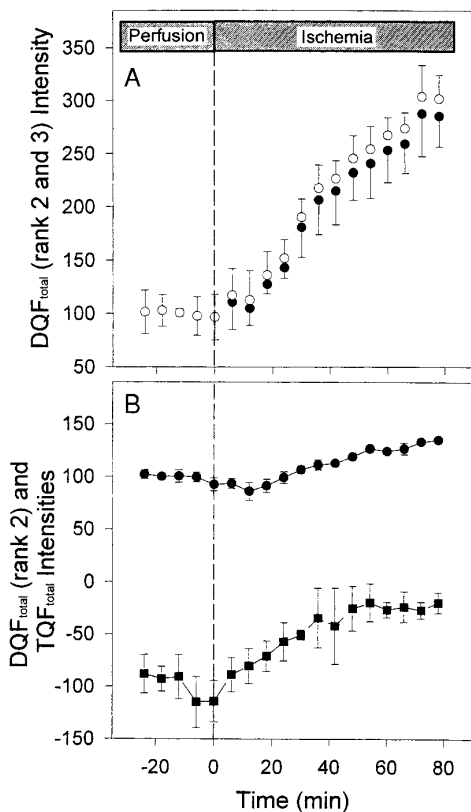 Perfusion
Ischemia
A
DQFtotal (rank 2 and 3) Intensity
350
300
250
200
150
100
50
B
DQFtotal (rank 2) and
TQFtotal Intensities
150
100
50
0
-50
-100
-150
-20
0
20
40
60
80
Time (min)